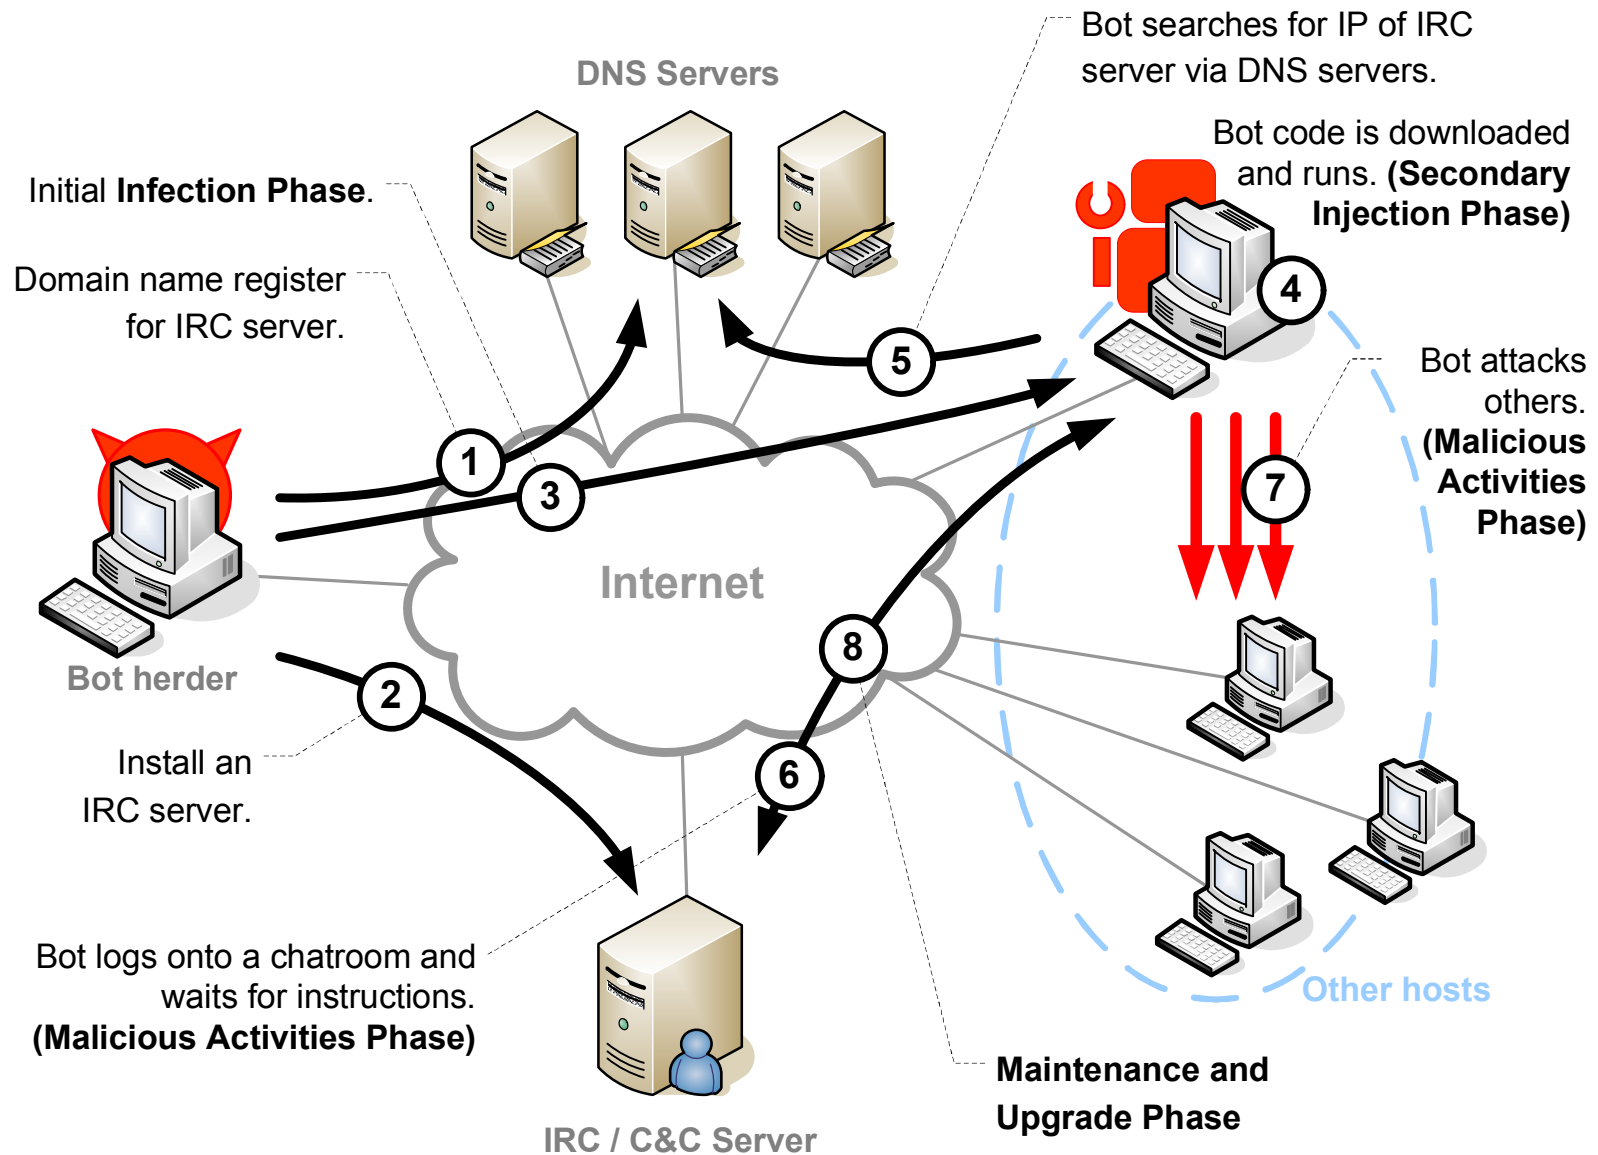 Bot searches for IP of IRC
server via DNS servers.
DNS Servers
Bot code is downloaded
and runs. (Secondary
Injection Phase)
Initial Infection Phase.
Domain name register
for IRC server.
4
5
Bot attacks
others.
(Malicious
Activities
Phase)
1
3
7
Internet
8
Bot herder
2
Install an
IRC server.
6
Bot logs onto a chatroom and
waits for instructions.
(Malicious Activities Phase)
Other hosts
Maintenance and
Upgrade Phase
IRC / C&C Server